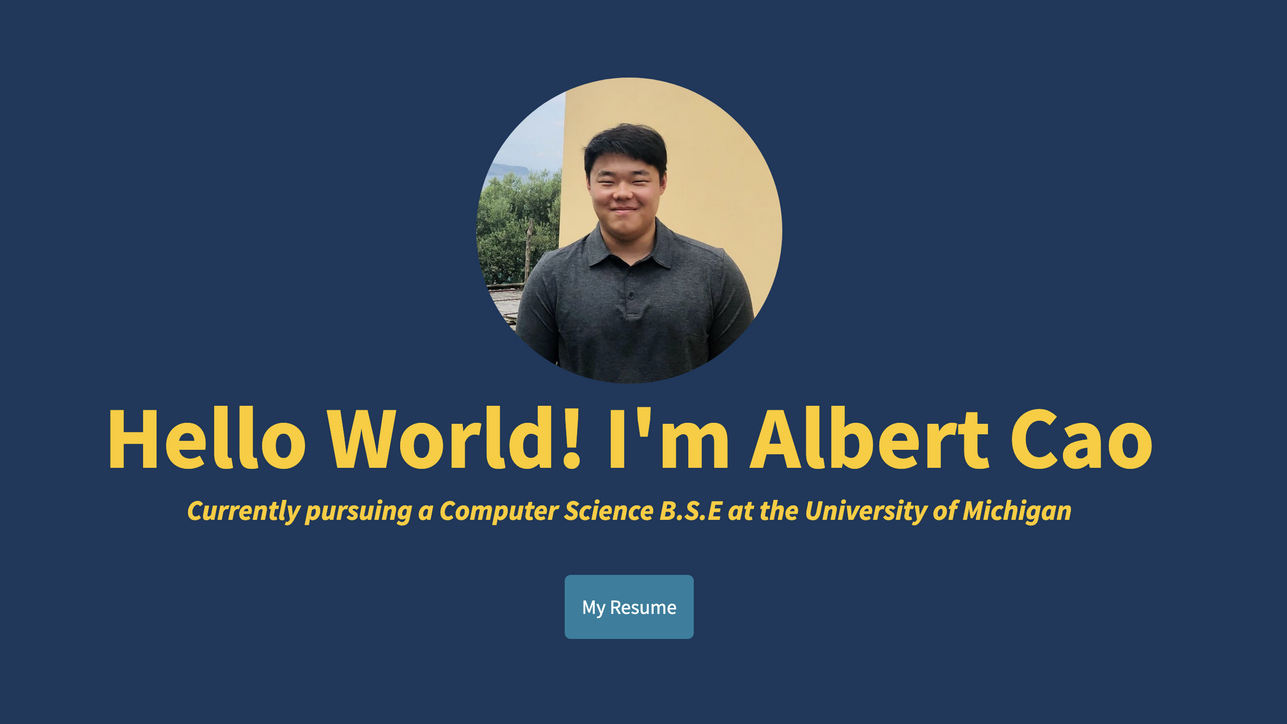 Hello World! I'm Albert Cao
Currently pursuing a Computer Science B.S.E at the University of Michigan
My Resume